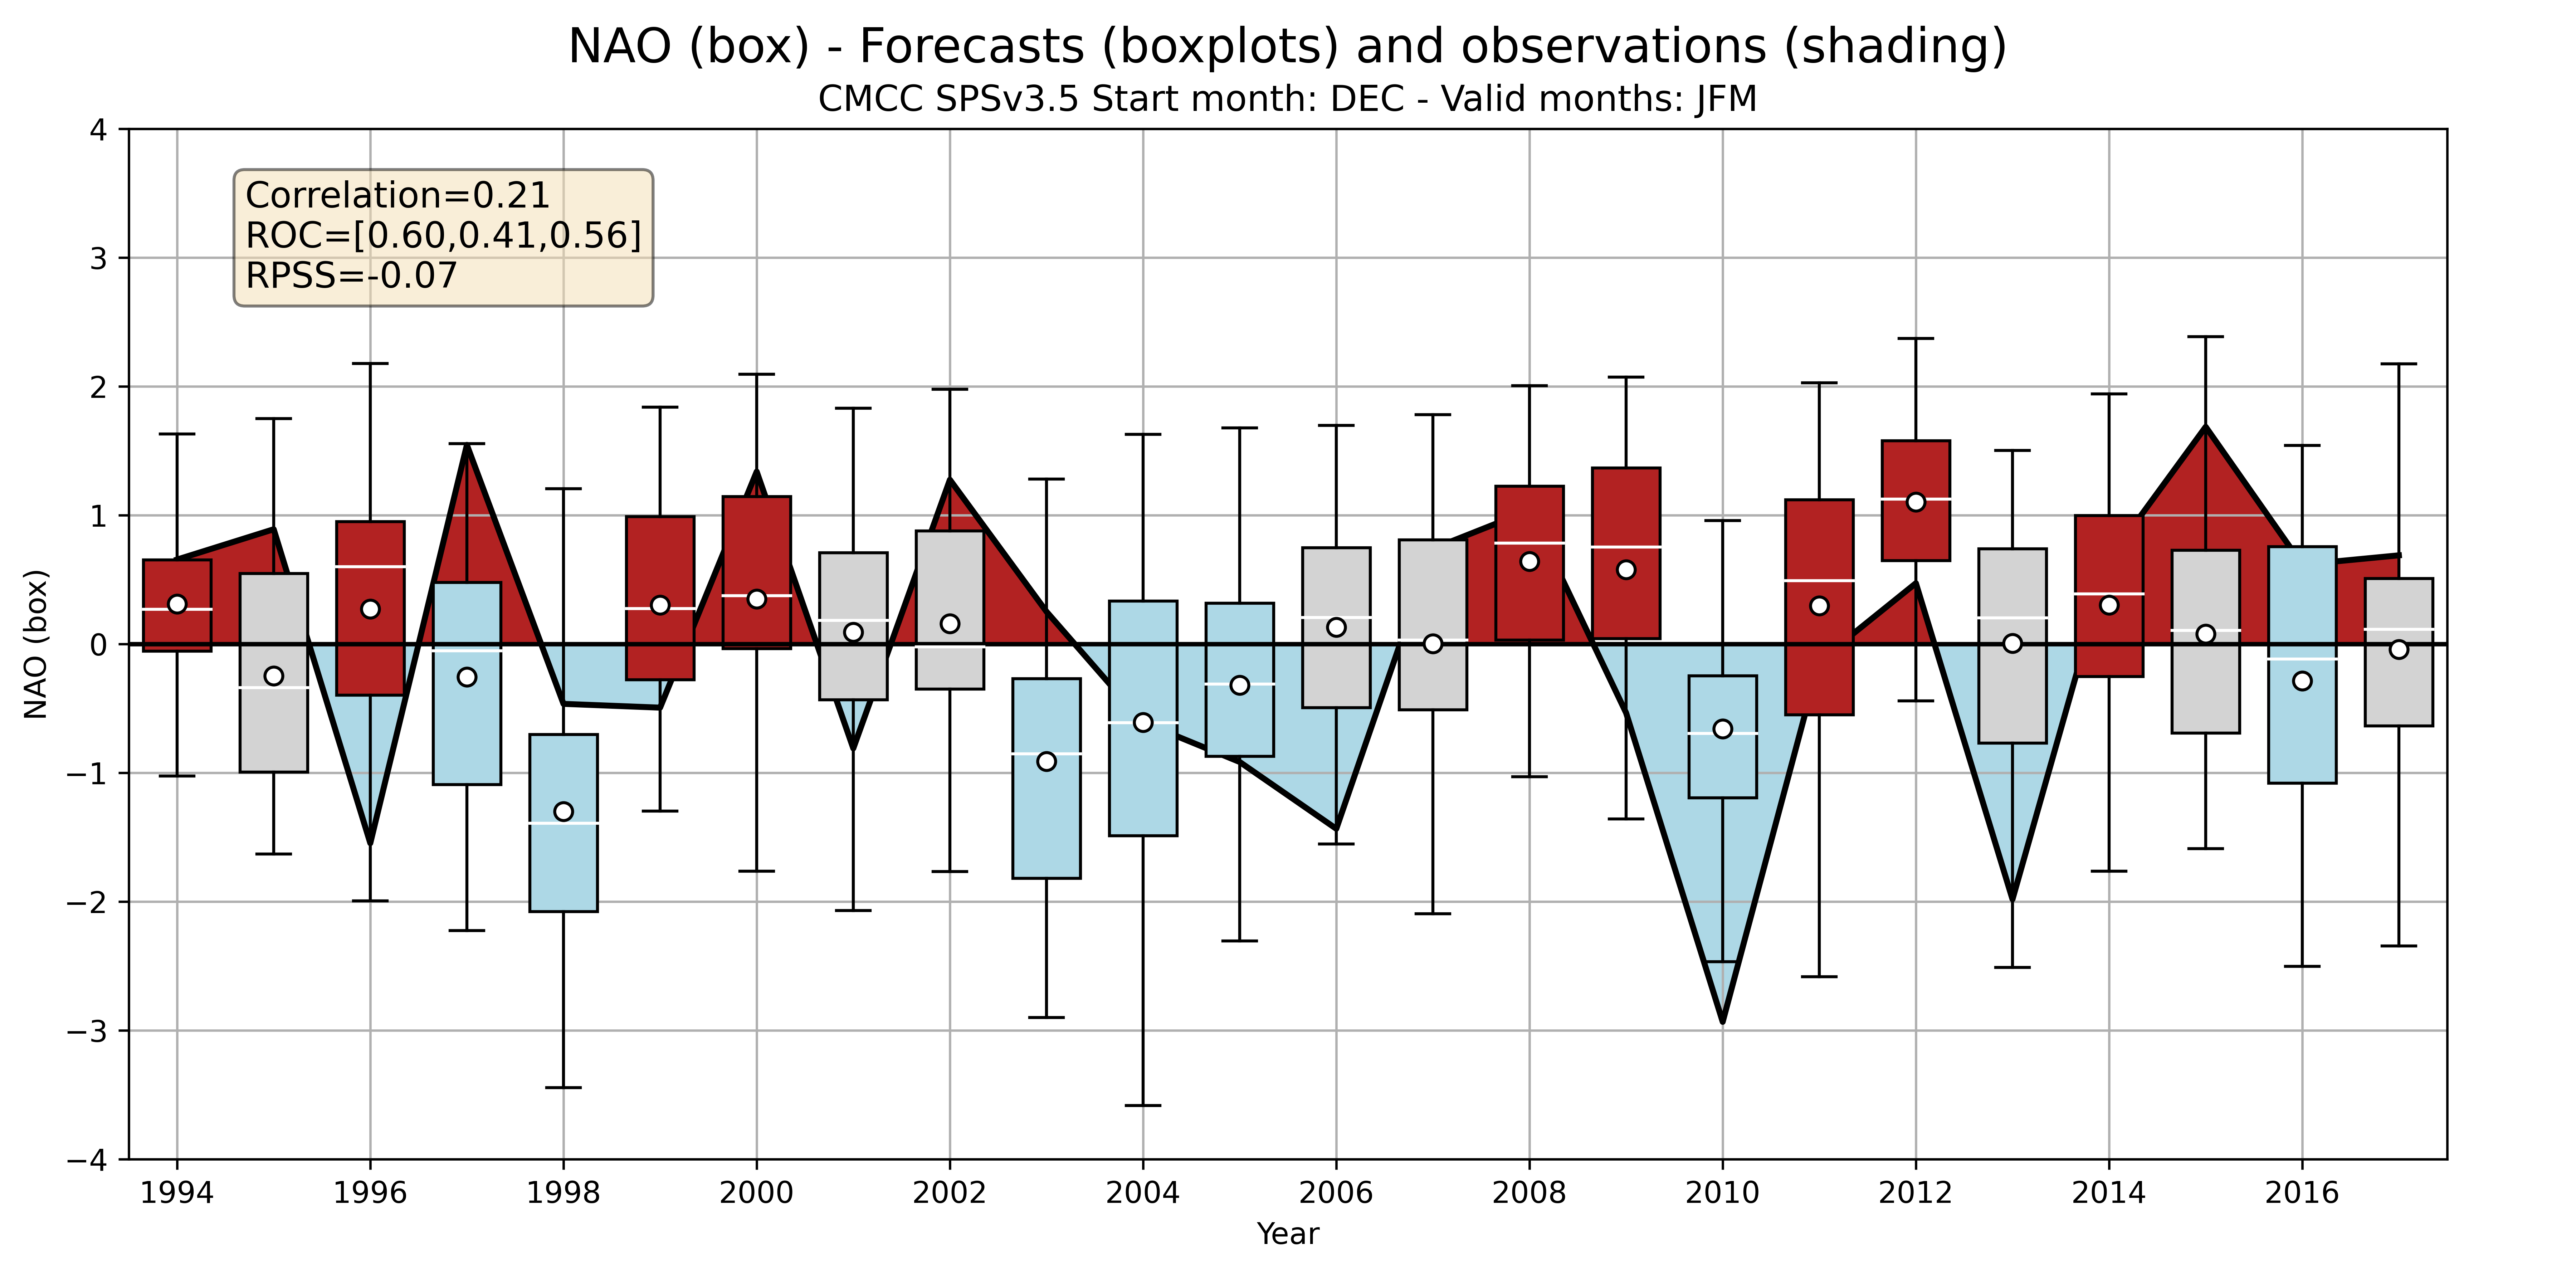 NAO (box) - Forecasts (boxplots) and observations (shading)
CMCC SPSv3.5 Start month: DEC - Valid months: JFM
Correlation=0.21
ROC=[0.60,0.41,0.56]
RPSS=-0.07
NAO (box)
4
3
2
1
0
−1
−2
−3
−4
1994 1996 1998 2000 2002 2004 2006 2008 2010 2012 2014 2016
Year